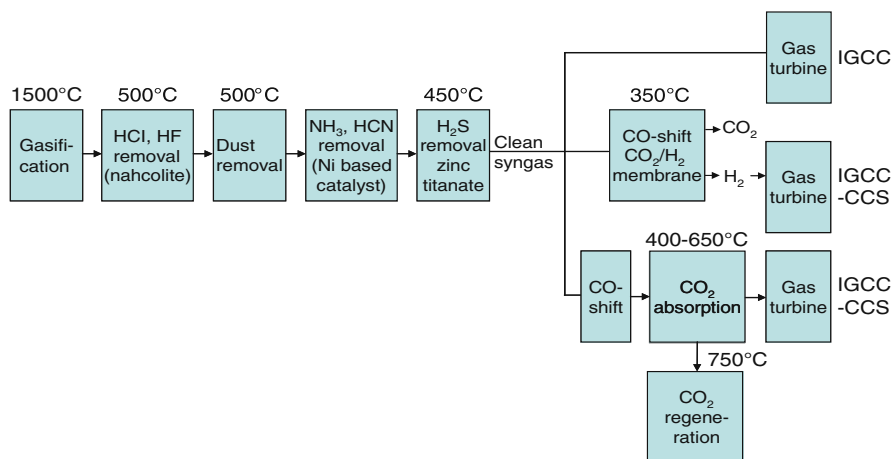 1500°C
Gasifi-
cation
500°C
HCl, HF
removal
(nahcolite)
500°C
Dust
removal
NH₃, HCN
removal
(Ni based
catalyst)
450°C
H₂S
removal
zinc
titanate
Clean
syngas
Gas
turbine
IGCC
350°C
CO-shift
CO₂/H₂
membrane
CO₂
H₂
Gas
turbine
IGCC
-CCS
CO-
shift
400-650°C
CO₂
absorption
Gas
turbine
IGCC
-CCS
750°C
CO₂
regene-
ration